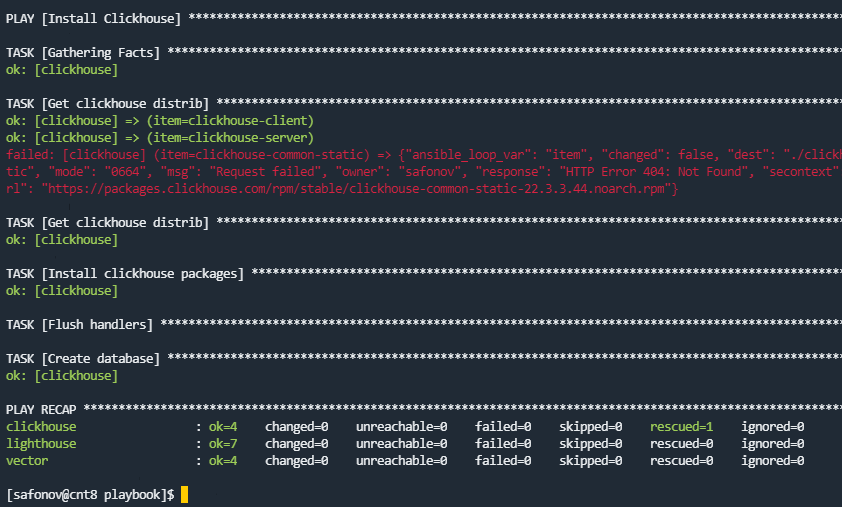 PLAY [Install Clickhouse] **************************************************************************************************
TASK [Gathering Facts] *****************************************************************************************************
ok: [clickhouse]
TASK [Get clickhouse distrib] **********************************************************************************************
ok: [clickhouse] => (item=clickhouse-client)
ok: [clickhouse] => (item=clickhouse-server)
failed: [clickhouse] (item=clickhouse-common-static) => {"ansible_loop_var": "item", "changed": false, "dest": "./click
tic", "mode": "0664", "msg": "Request failed", "owner": "safonov", "response": "HTTP Error 404: Not Found", "secontext"
rl": "https://packages.clickhouse.com/rpm/stable/clickhouse-common-static-22.3.3.44.noarch.rpm"}
TASK [Get clickhouse distrib] **********************************************************************************************
ok: [clickhouse]
TASK [Install clickhouse packages] *****************************************************************************************
ok: [clickhouse]
TASK [Flush handlers] ******************************************************************************************************
TASK [Create database] *****************************************************************************************************
ok: [clickhouse]
PLAY RECAP *****************************************************************************************************************
clickhouse                 : ok=4    changed=0    unreachable=0    failed=0    skipped=0    rescued=1    ignored=0
lighthouse                 : ok=7    changed=0    unreachable=0    failed=0    skipped=0    rescued=0    ignored=0
vector                     : ok=4    changed=0    unreachable=0    failed=0    skipped=0    rescued=0    ignored=0
[safonov@cnt8 playbook]$